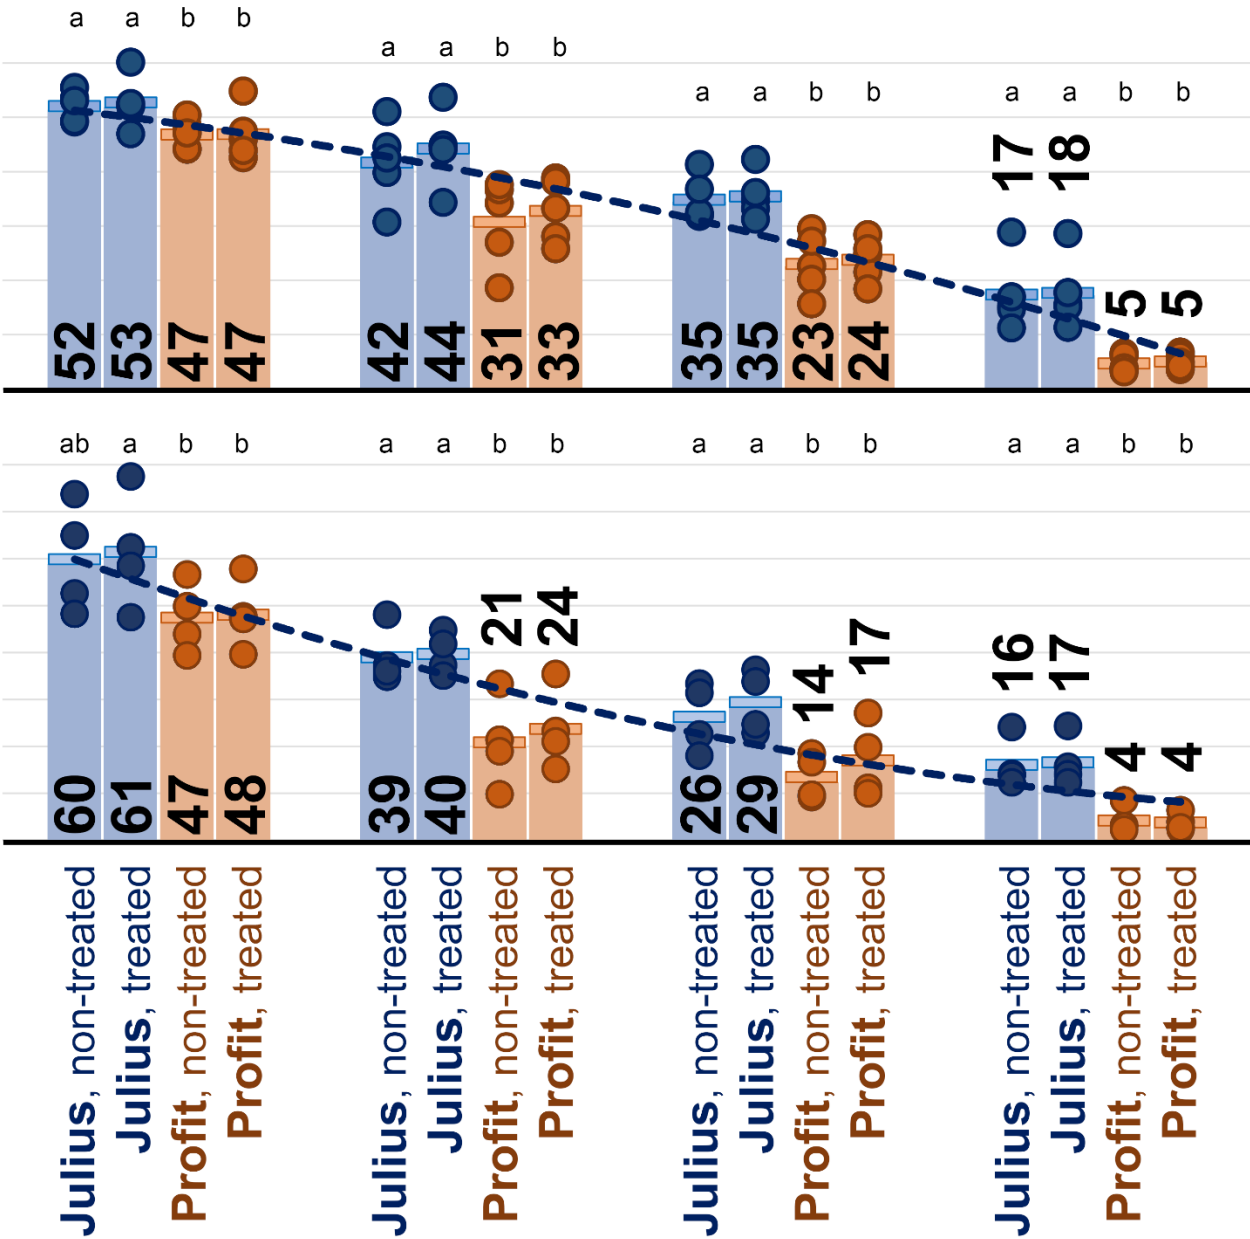 a a b b
a a b b
a a b b
a a b b
52 53 47 47
42 44 31 33
35 35 23 24
17 18 5 5
ab a b b
a a b b
a a b b
a a b b
60 61 47 48
39 40 21 24
26 29 14 17
16 17 4 4
Julius, non-treated
Julius, treated
Profit, non-treated
Profit, treated
Julius, non-treated
Julius, treated
Profit, non-treated
Profit, treated
Julius, non-treated
Julius, treated
Profit, non-treated
Profit, treated
Julius, non-treated
Julius, treated
Profit, non-treated
Profit, treated